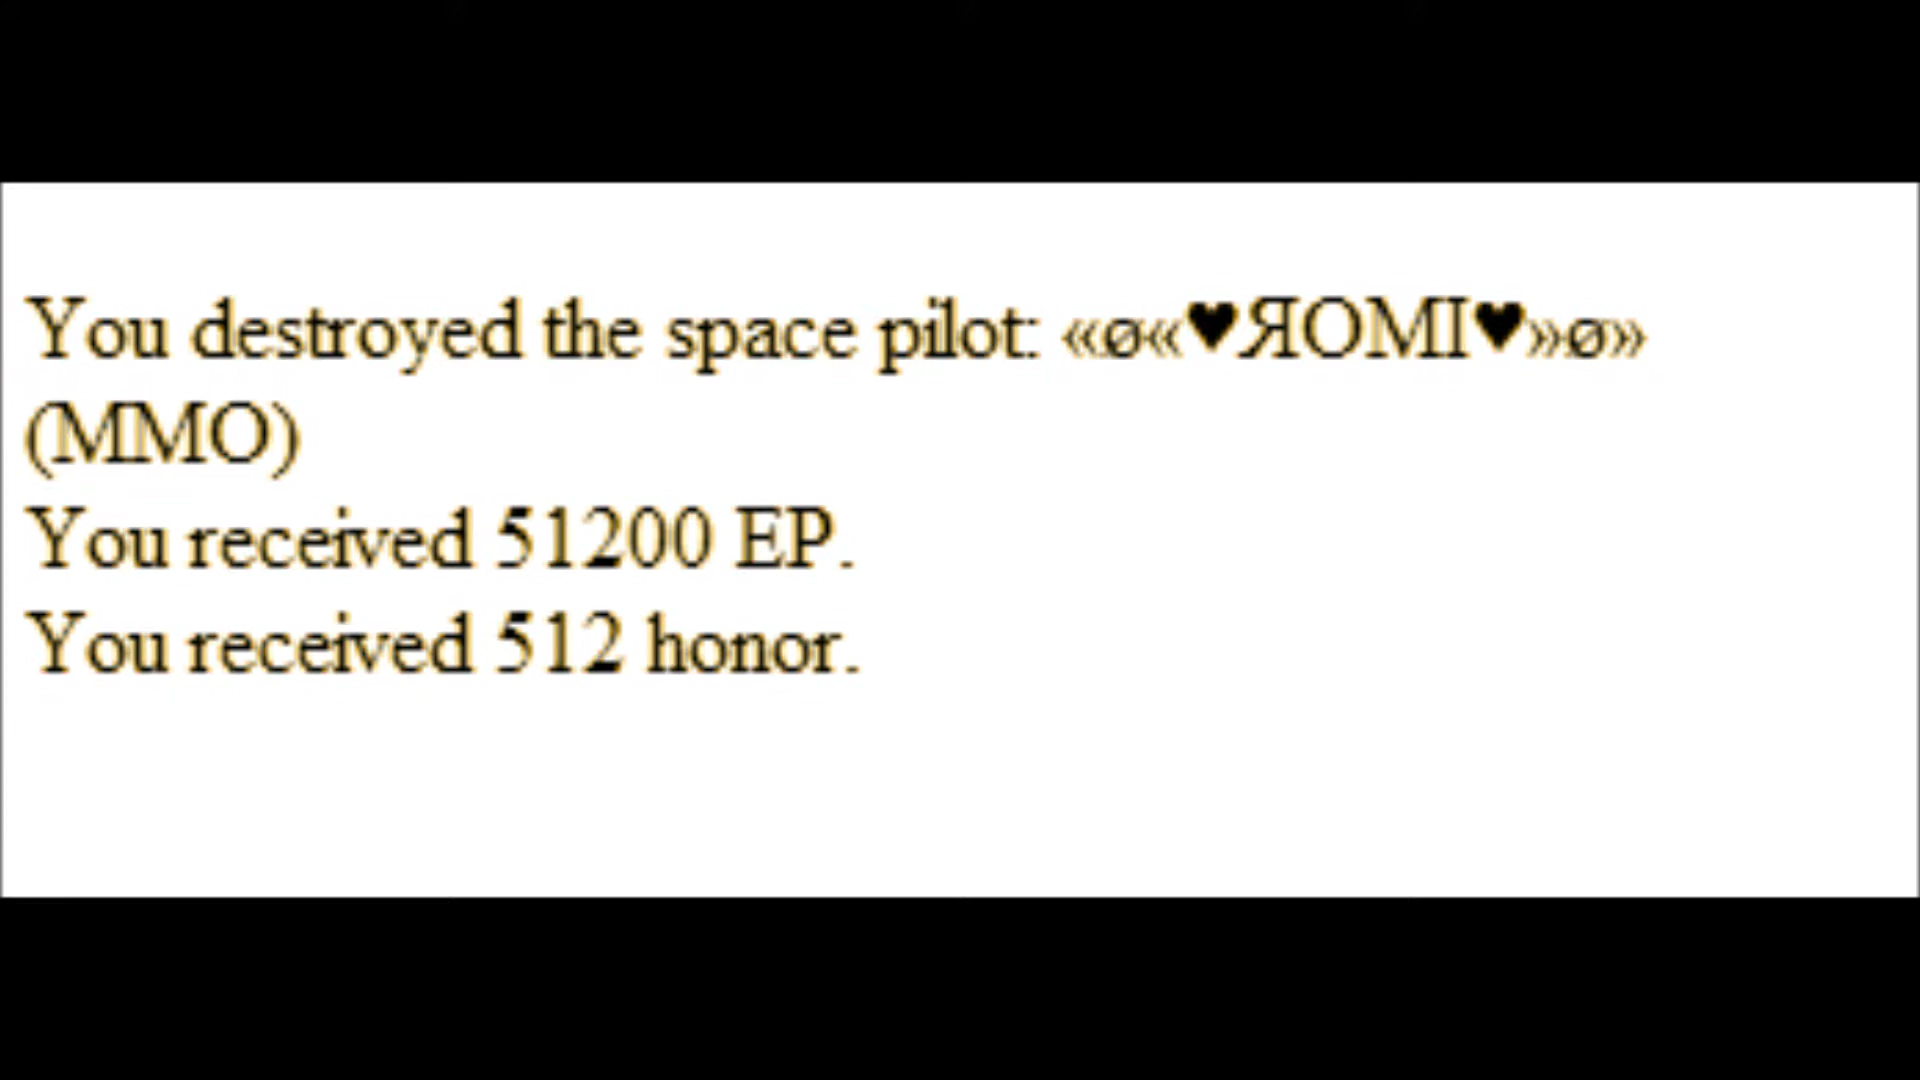 You destroyed the space pilot: «ø«♥ЯOMI♥»ø»
(MMO)
You received 51200 EP.
You received 512 honor.